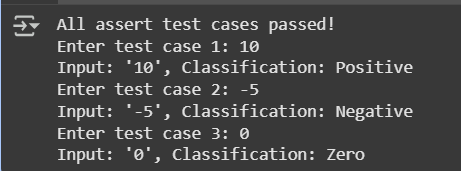 All assert test cases passed!
Enter test case 1: 10
Input: '10', Classification: Positive
Enter test case 2: -5
Input: '-5', Classification: Negative
Enter test case 3: 0
Input: '0', Classification: Zero